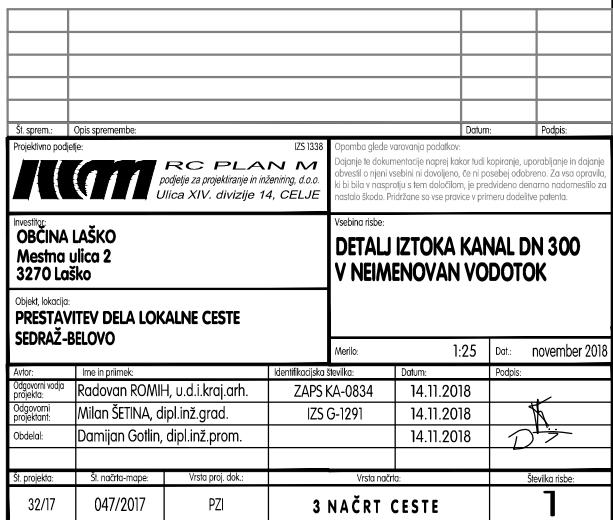 Št. sprem.: Opis spremembe: Datum: Podpis:
Projektivno podjetje: IZS 1338
RC PLAN M
podjetje za projektiranje in inženiring, d.o.o.
Ulica XIV. divizije 14, CELJE
Opomba glede varovanja podatkov:
Dajanje te dokumentacije naprej kakor tudi kopiranje, uporabljanje in dajanje
obvestil o njeni vsebini ni dovoljeno, če ni posebej odobreno. Za vsa opravila,
ki bi bila v nasprotju s tem določilom, je predvideno denarno nadomestilo za
nastalo škodo. Pridržane so vse pravice v primeru dodelitve patenta.
Investitor:
OBČINA LAŠKO
Mestna ulica 2
3270 Laško
Vsebina risbe:
DETALJ IZTOKA KANAL DN 300
V NEIMENOVAN VODOTOK
Objekt, lokacija:
PRESTAVITEV DELA LOKALNE CESTE
SEDRAŽ-BELOVO
Merilo: 1:25 Dat.: november 2018
Avtor: Ime in priimek: Identifikacijska številka: Datum: Podpis:
Odgovorni vodja
projekta: Radovan ROMIH, u.d.i.kraj.arh. ZAPS KA-0834 14.11.2018
Odgovorni
projektant: Milan ŠETINA, dipl.inž.grad. IZS G-1291 14.11.2018
Obdelal: Damijan Gotlin, dipl.inž.prom. 14.11.2018
Št. projekta: Št. načrta-mape: Vrsta proj. dok.: Vrsta načrta: Številka risbe:
32/17 047/2017 PZI 3 NAČRT CESTE 1